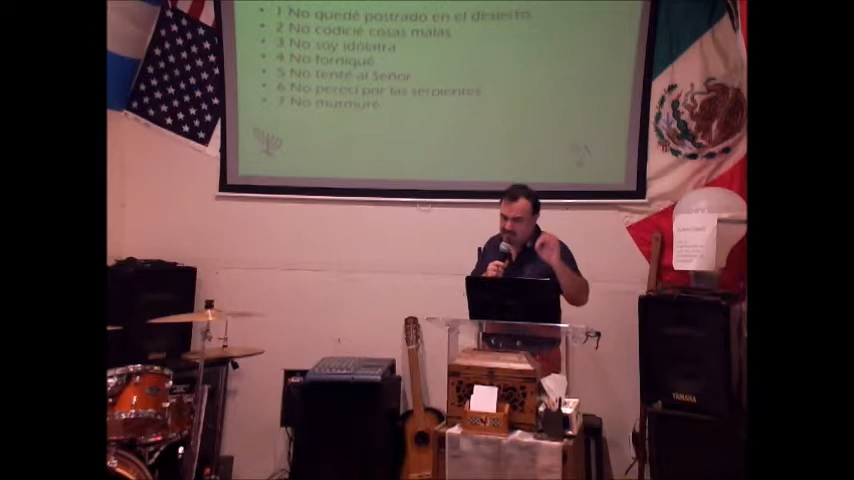 1 No quedé postrado en el desierto.
2 No codicié cosas malas.
3 No soy idólatra
4 No forniqué
5 No tenté al Señor
6 No perecí por las serpientes
7 No murmuré.
YAMAHA